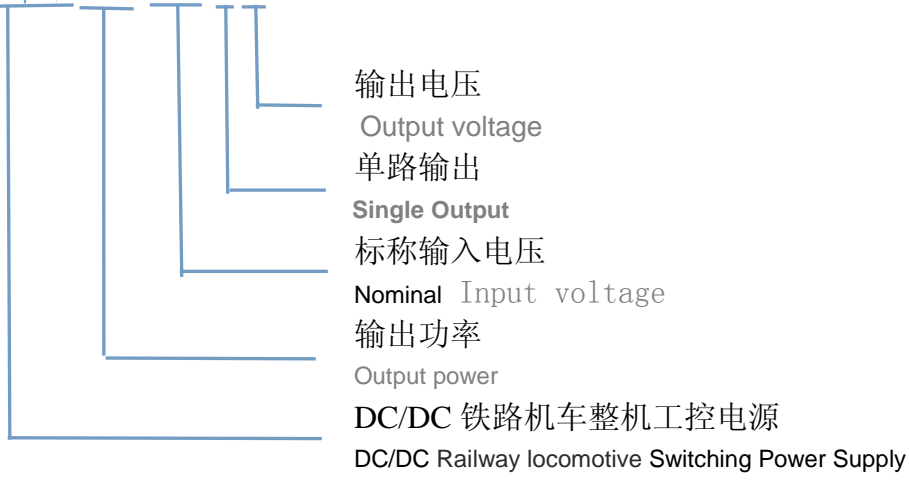 输出电压
Output voltage
单路输出
Single Output
标称输入电压
Nominal Input voltage
输出功率
Output power
DC/DC 铁路机车整机工控电源
DC/DC Railway locomotive Switching Power Supply